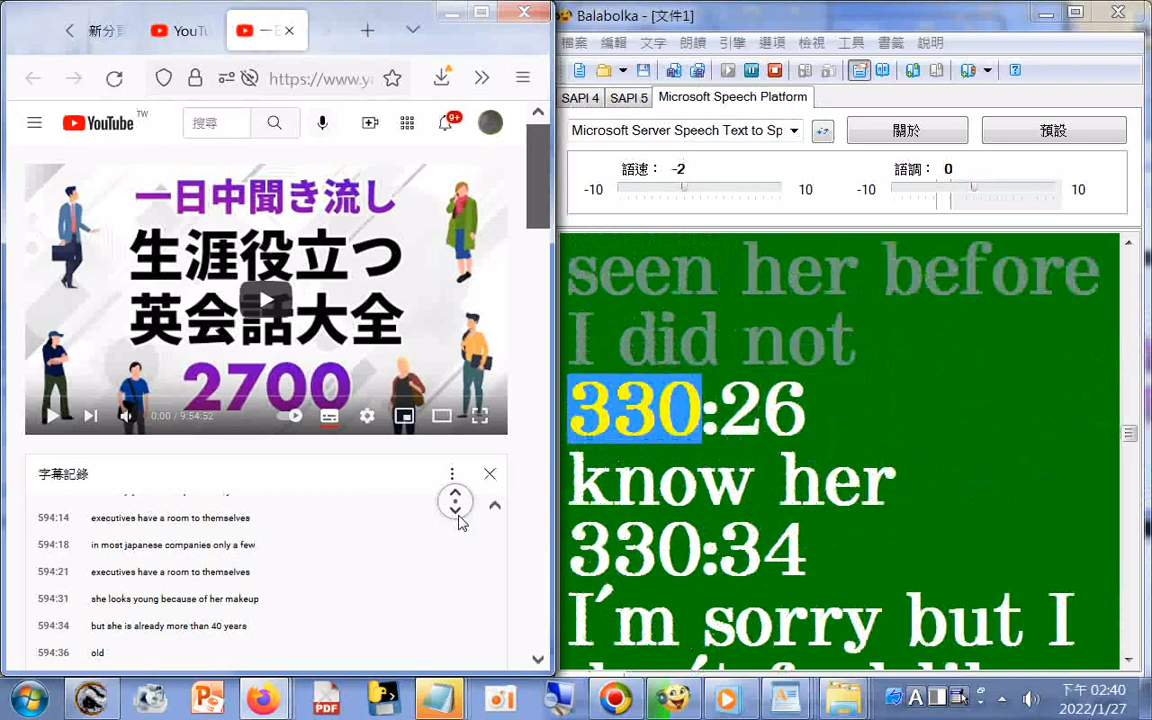 新分
YouTu
一E
https://www.y
YouTube TW
搜尋
9+
一日中聞き流し
生涯役立つ
英会話大全
2700
0:00 / 9:54:52
字幕記錄
594:14 executives have a room to themselves
594:18 in most japanese companies only a few
594:21 executives have a room to themselves
594:31 she looks young because of her makeup
594:34 but she is already more than 40 years
594:36 old
Balabolka - [文件1]
檔案 編輯 文字 朗讀 引擎 選項 檢視 工具 書籤 說明
SAPI 4 SAPI 5 Microsoft Speech Platform
Microsoft Server Speech Text to Sp
關於 預設
語速： -2 語調： 0
-10 10 -10 10
seen her before
I did not
330:26
know her
330:34
I'm sorry but I
don't feel like
PDF
A
下午 02:40
2022/1/27